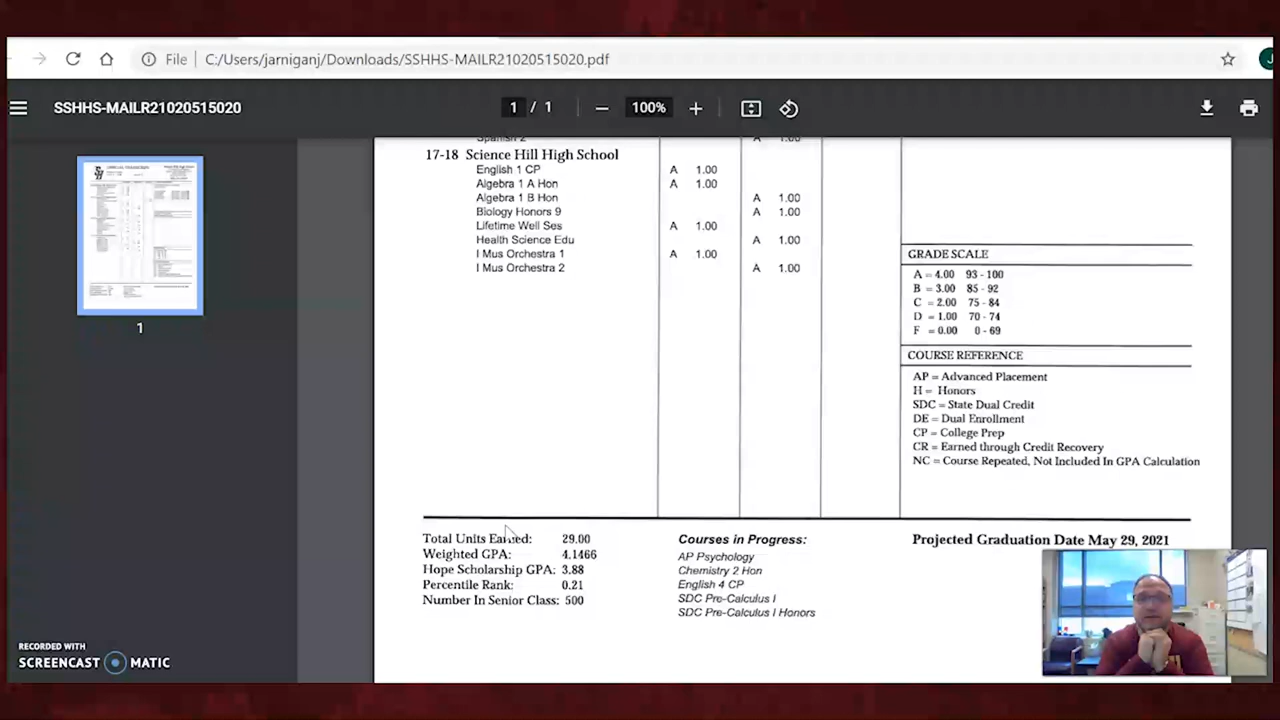 File C:/Users/jarniganj/Downloads/SSHHS-MAILR21020515020.pdf
SSHHS-MAILR21020515020
1 / 1
100%
Spanish 2 A 1.00
17-18 Science Hill High School
English 1 CP A 1.00
Algebra 1 A Hon A 1.00
Algebra 1 B Hon A 1.00
Biology Honors 9 A 1.00
Lifetime Well Ses A 1.00
Health Science Edu A 1.00
I Mus Orchestra 1 A 1.00
I Mus Orchestra 2 A 1.00
GRADE SCALE
A = 4.00 93 - 100
B = 3.00 85 - 92
C = 2.00 75 - 84
D = 1.00 70 - 74
F = 0.00 0 - 69
COURSE REFERENCE
AP = Advanced Placement
H = Honors
SDC = State Dual Credit
DE = Dual Enrollment
CP = College Prep
CR = Earned through Credit Recovery
NC = Course Repeated, Not Included In GPA Calculation
Total Units Earned: 29.00
Weighted GPA: 4.1466
Hope Scholarship GPA: 3.88
Percentile Rank: 0.21
Number In Senior Class: 500
Courses in Progress:
AP Psychology
Chemistry 2 Hon
English 4 CP
SDC Pre-Calculus I
SDC Pre-Calculus I Honors
Projected Graduation Date May 29, 2021
1
RECORDED WITH
SCREENCAST MATIC